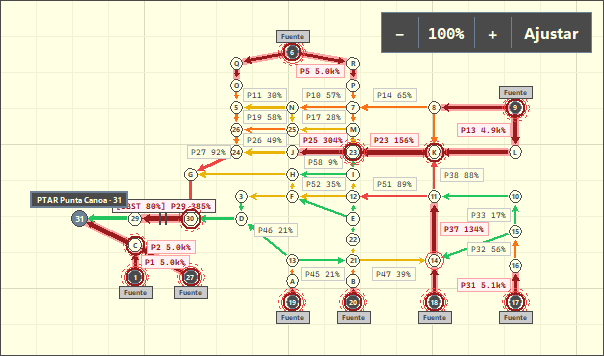 − 100% + Ajustar
Fuente
6
Q R
P5 5.0k%
O P
Fuente
P11 30% P10 57% P14 65%
5 N 7 8 9
P19 58% P17 28%
26 25 M P13 4.9k%
P26 49% P25 304% P23 156%
P27 92% 24 J 23 K L
P58 9%
G H I P38 88%
P52 35% P51 89%
PTAR Punta Canoa · 31
3 F 12 11 10
[OBST 80%] P29 385% P33 17%
31 29 30 D E P37 134% 15
P46 21% 22 P32 56%
C P2 5.0k%
P1 5.0k% 13 21 14 16
P45 21% P47 39%
1 27 A B P31 5.1k%
Fuente Fuente
19 20 18 17
Fuente Fuente Fuente Fuente